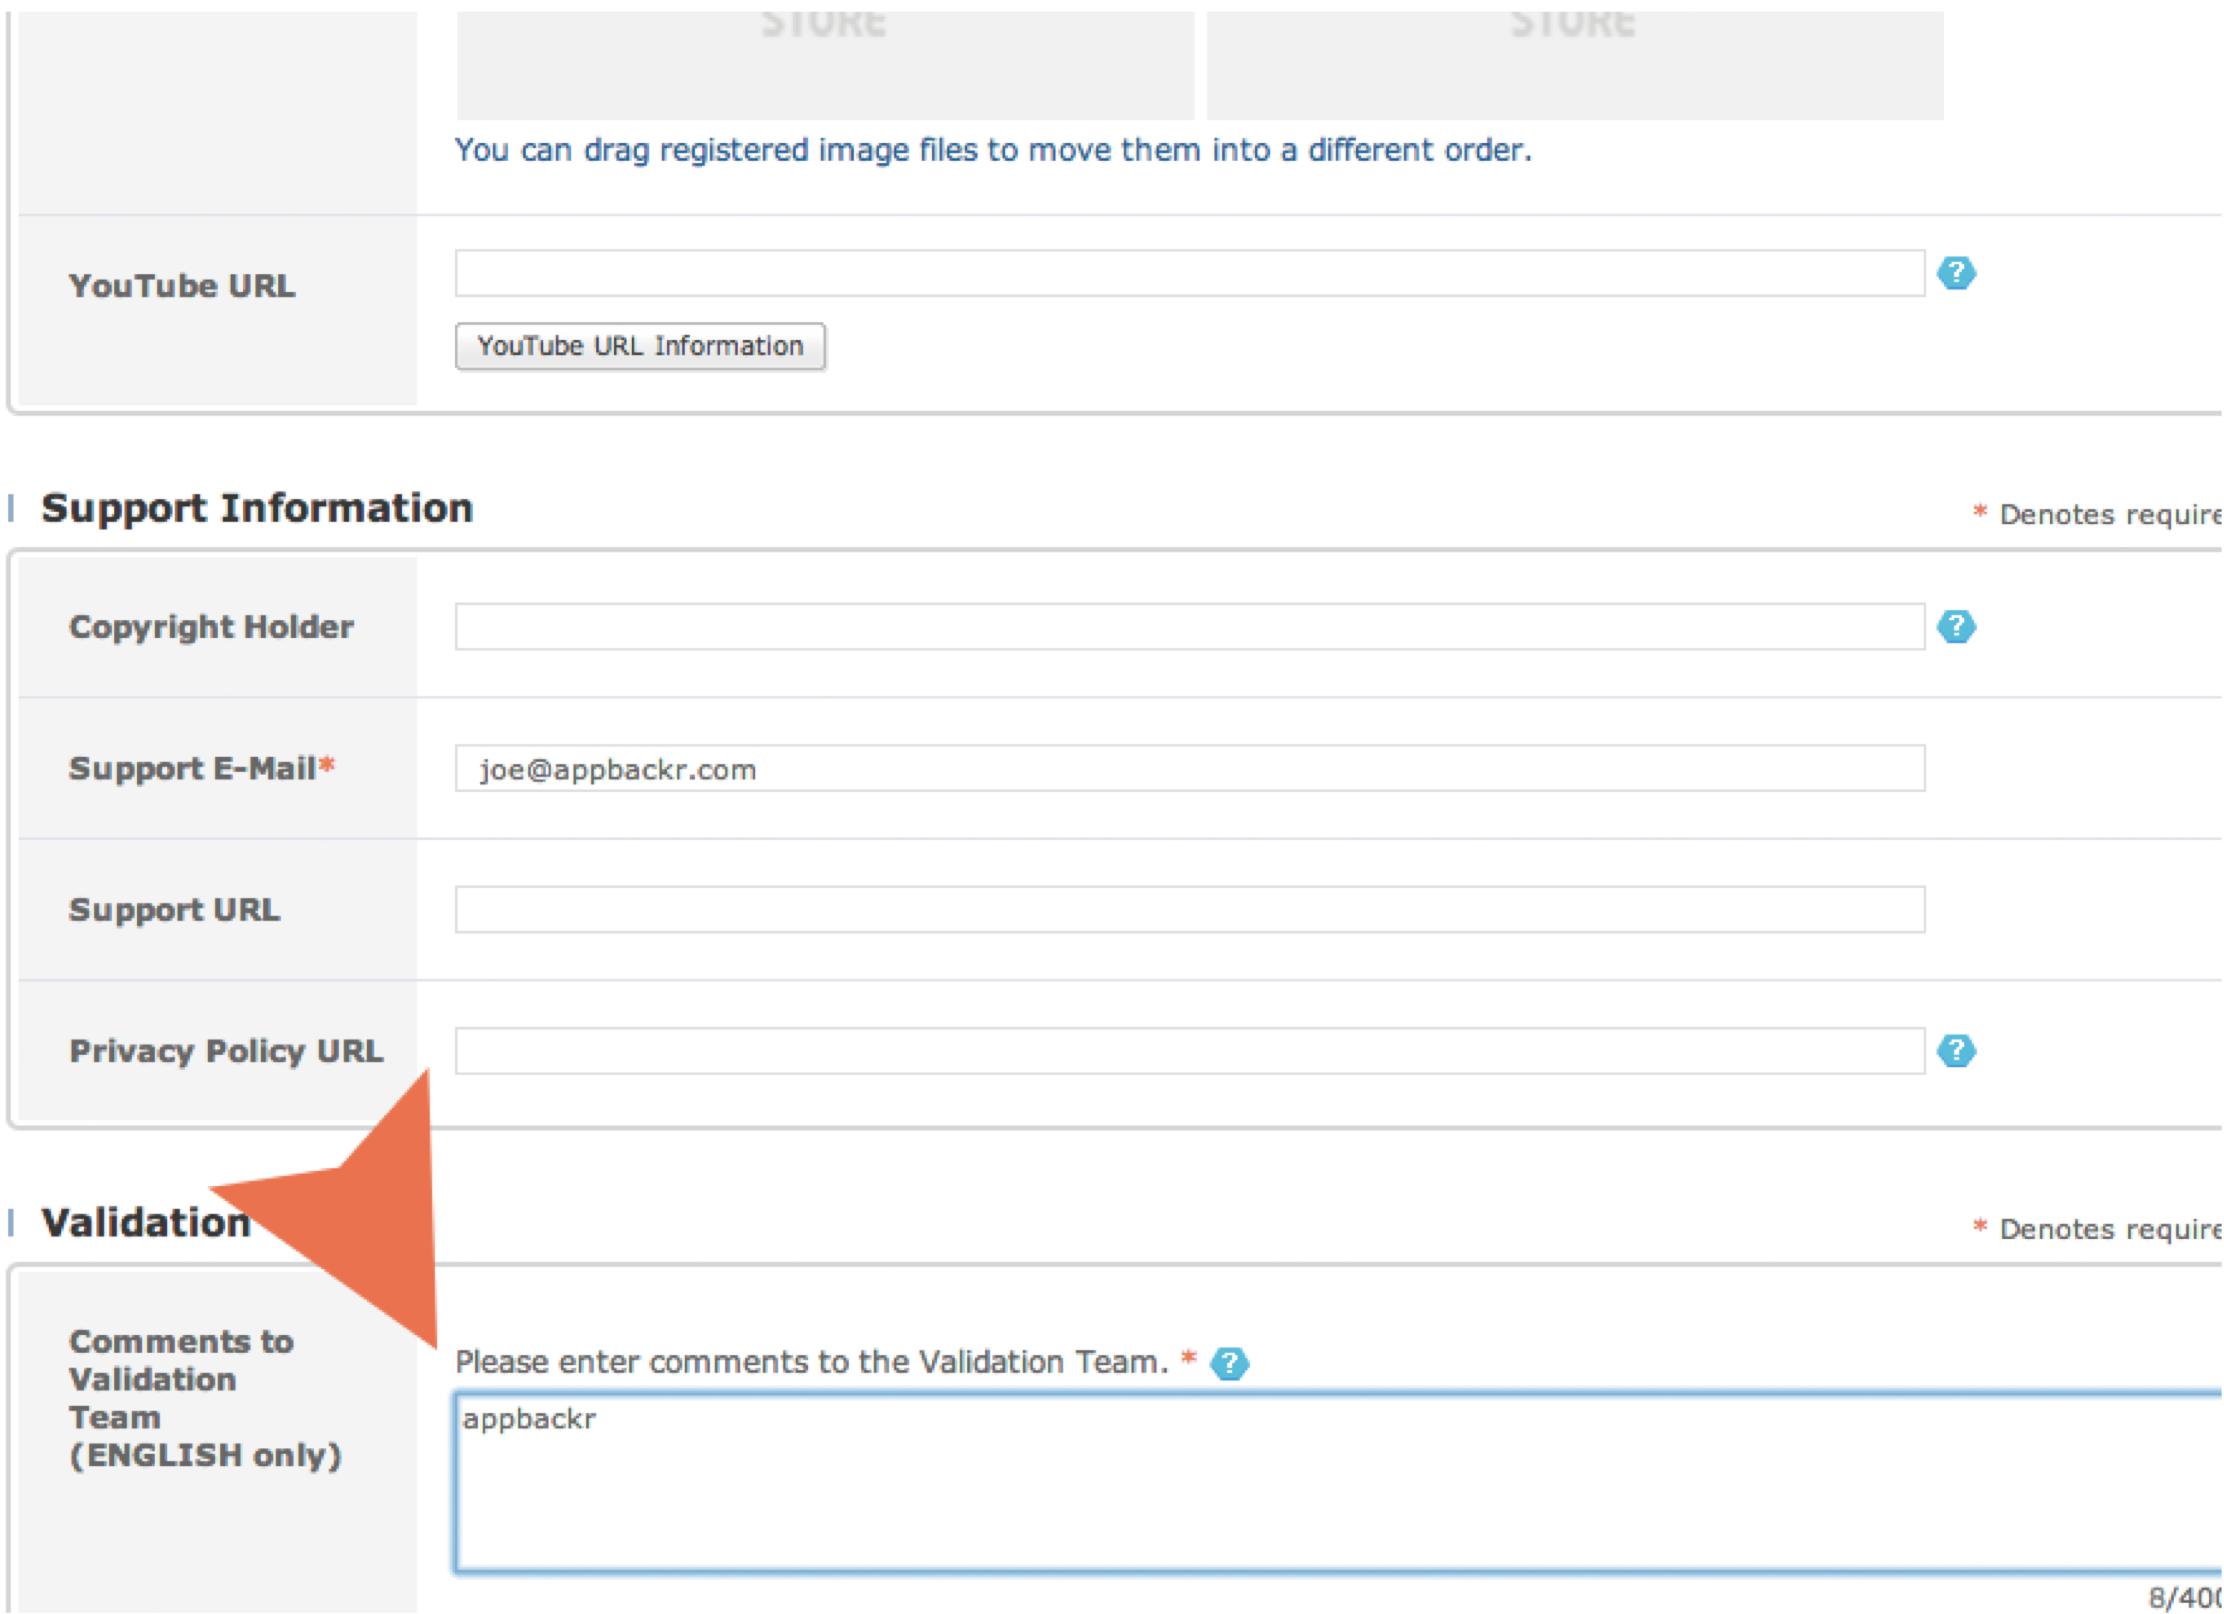 STORE STORE
You can drag registered image files to move them into a different order.
YouTube URL
?
YouTube URL Information
Support Information
* Denotes require
Copyright Holder
?
Support E-Mail*
joe@appbackr.com
Support URL
Privacy Policy URL
?
Validation
* Denotes require
Comments to
Validation
Team
(ENGLISH only)
Please enter comments to the Validation Team. * ?
appbackr
8/400